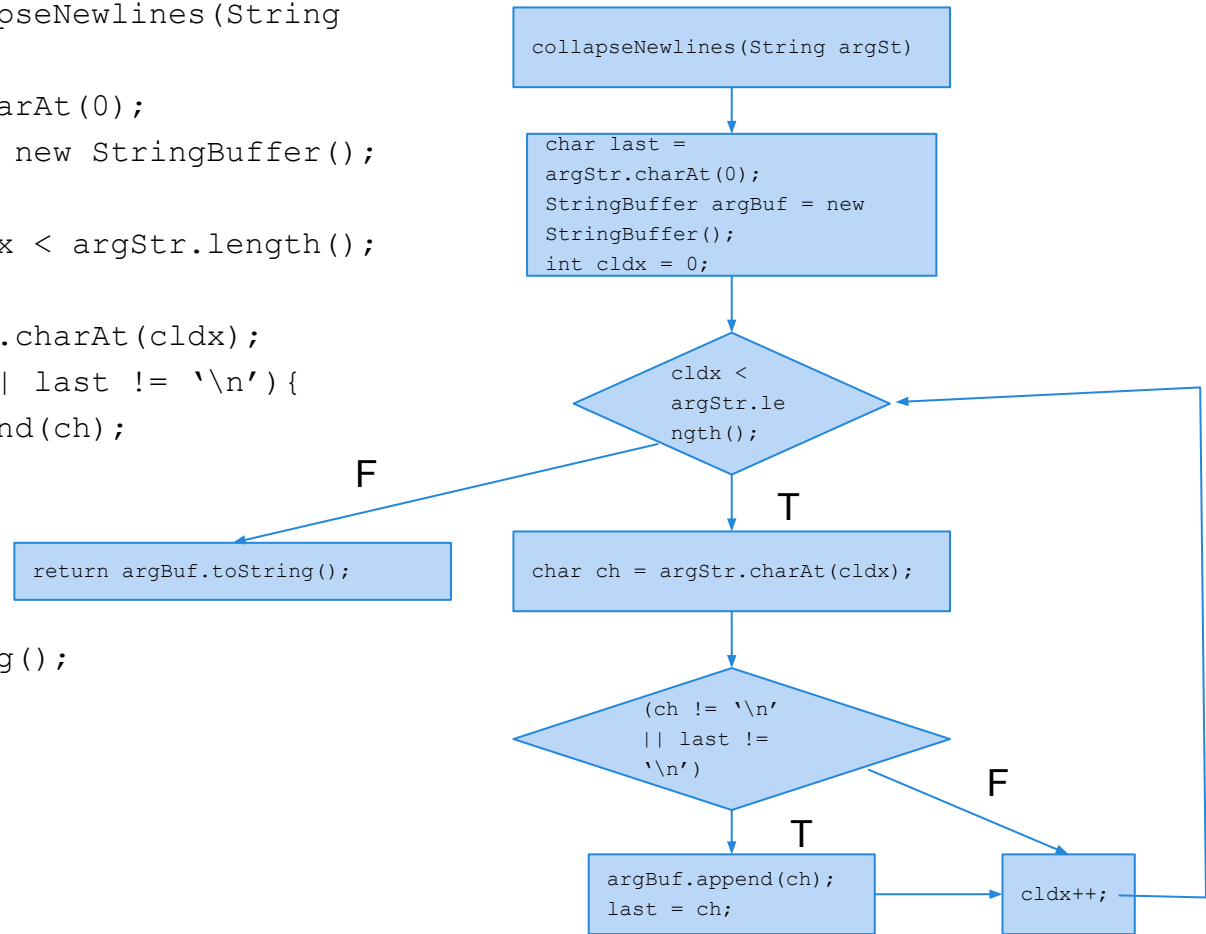 pseNewlines(String
arAt(0);
new StringBuffer();
x < argStr.length();
.charAt(cldx);
| last != ‘\n’){
nd(ch);
g();
collapseNewlines(String argSt)
char last =
argStr.charAt(0);
StringBuffer argBuf = new
StringBuffer();
int cldx = 0;
cldx <
argStr.le
ngth();
F
T
return argBuf.toString();
char ch = argStr.charAt(cldx);
(ch != ‘\n’
|| last !=
‘\n’)
F
T
argBuf.append(ch);
last = ch;
cldx++;